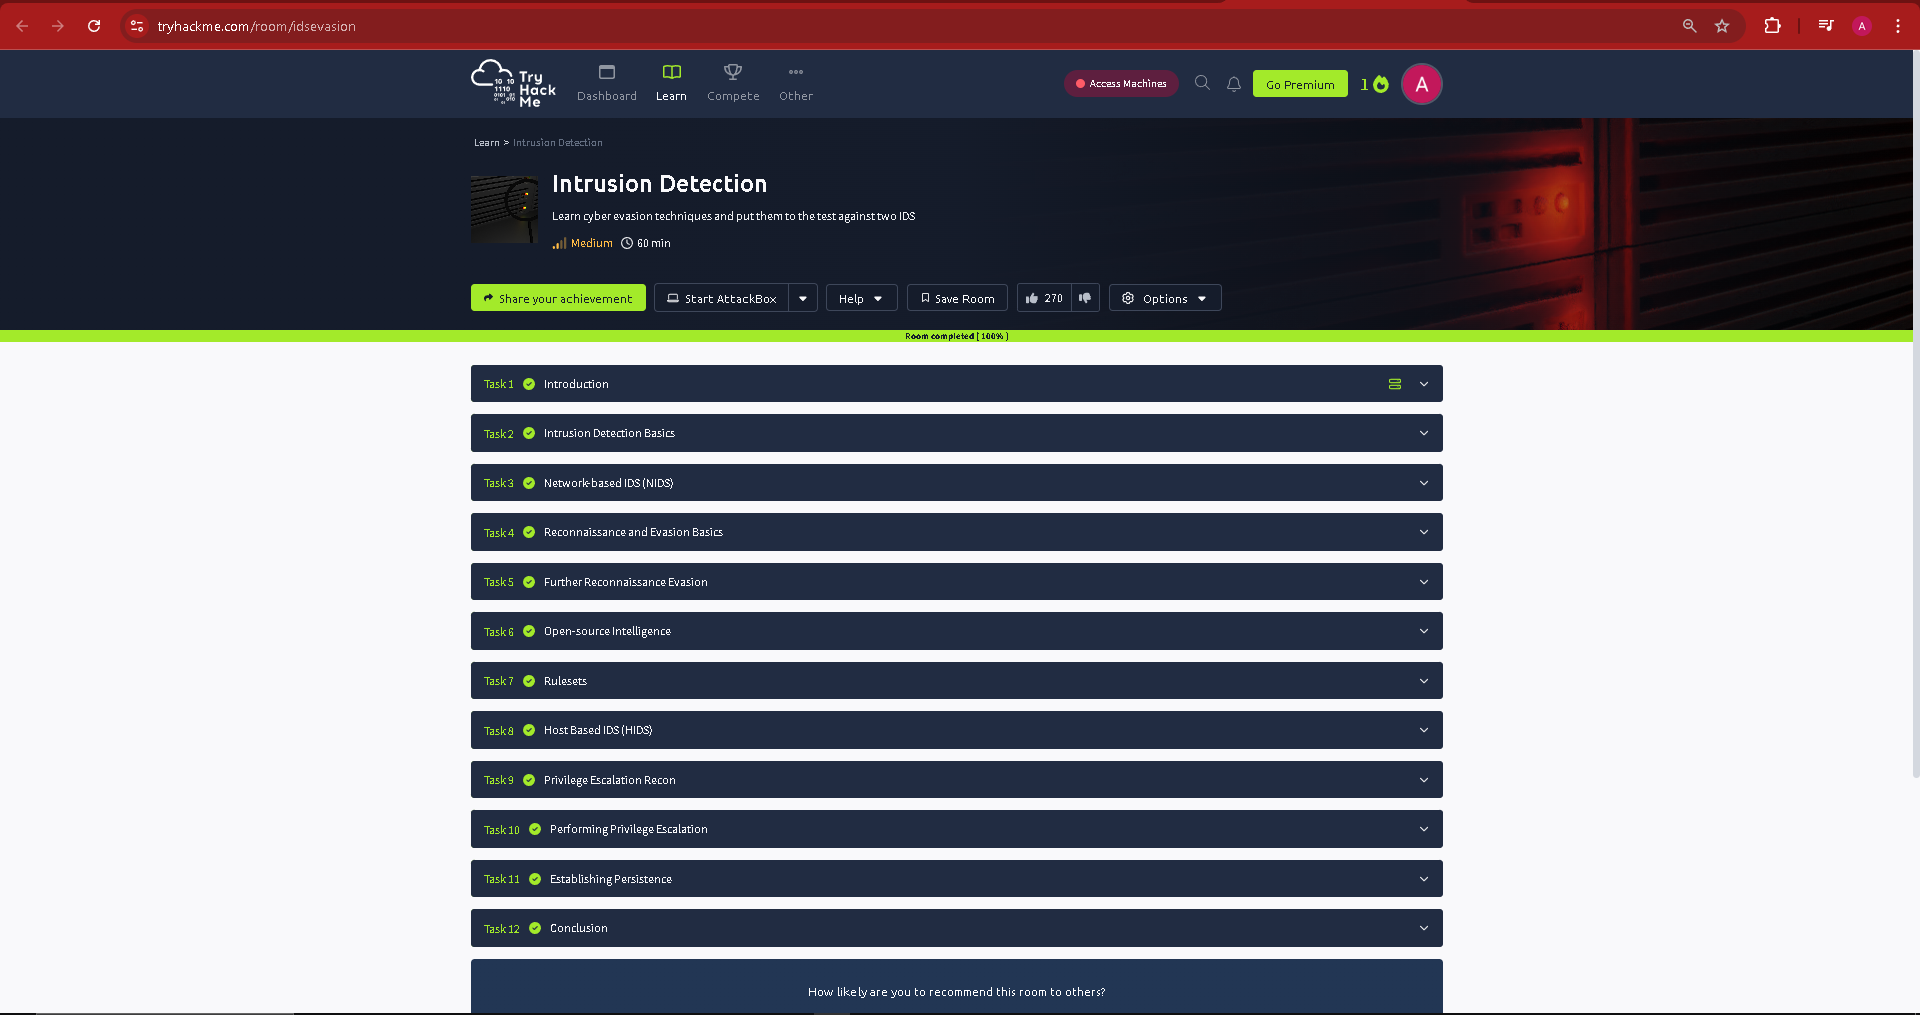 tryhackme.com/room/idsevasion
A
Try
Hack
Me
Dashboard
Learn
Compete
Other
Access Machines
Go Premium
1
A
Learn > Intrusion Detection
Intrusion Detection
Learn cyber evasion techniques and put them to the test against two IDS
Medium 60 min
Share your achievement
Start AttackBox
Help
Save Room
270
Options
Room completed ( 100% )
Task 1 Introduction
Task 2 Intrusion Detection Basics
Task 3 Network-based IDS (NIDS)
Task 4 Reconnaissance and Evasion Basics
Task 5 Further Reconnaissance Evasion
Task 6 Open-source Intelligence
Task 7 Rulesets
Task 8 Host Based IDS (HIDS)
Task 9 Privilege Escalation Recon
Task 10 Performing Privilege Escalation
Task 11 Establishing Persistence
Task 12 Conclusion
How likely are you to recommend this room to others?